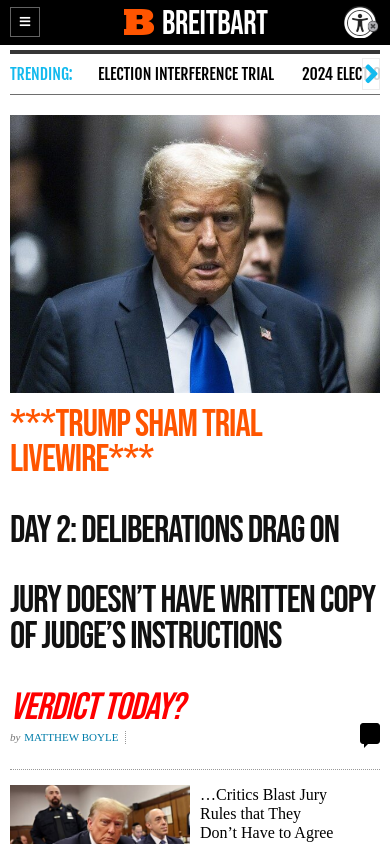 BREITBART
TRENDING: ELECTION INTERFERENCE TRIAL 2024 ELEC
***TRUMP SHAM TRIAL
LIVEWIRE***
DAY 2: DELIBERATIONS DRAG ON
JURY DOESN’T HAVE WRITTEN COPY
OF JUDGE’S INSTRUCTIONS
VERDICT TODAY?
by MATTHEW BOYLE
…Critics Blast Jury
Rules that They
Don’t Have to Agree